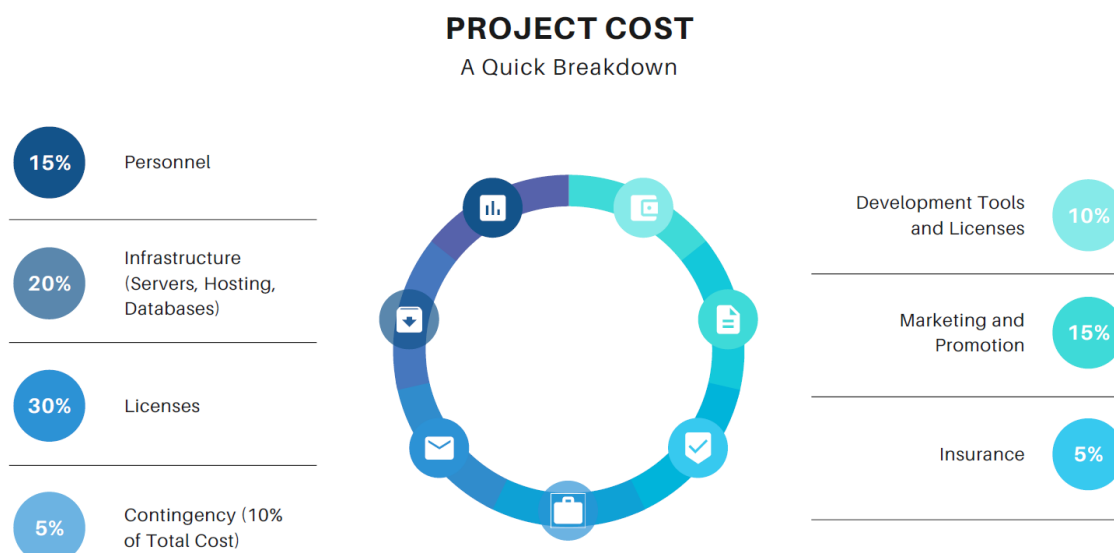 PROJECT COST
A Quick Breakdown
15%
Personnel
20%
Infrastructure
(Servers, Hosting,
Databases)
30%
Licenses
5%
Contingency (10%
of Total Cost)
Development Tools
and Licenses
10%
Marketing and
Promotion
15%
Insurance
5%